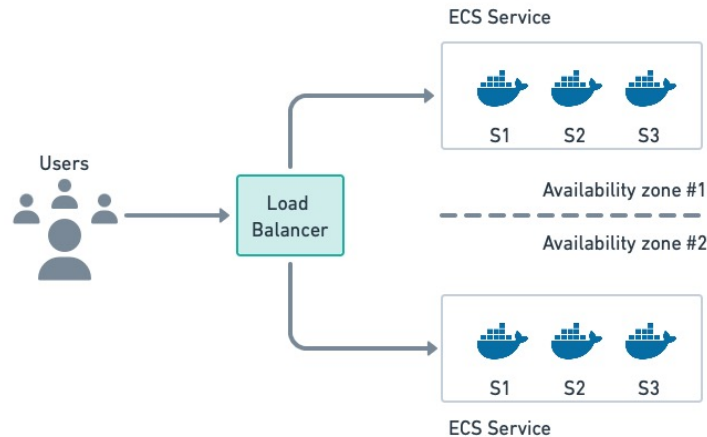 ECS Service
S1 S2 S3
Users
Load
Balancer
Availability zone #1
Availability zone #2
S1 S2 S3
ECS Service